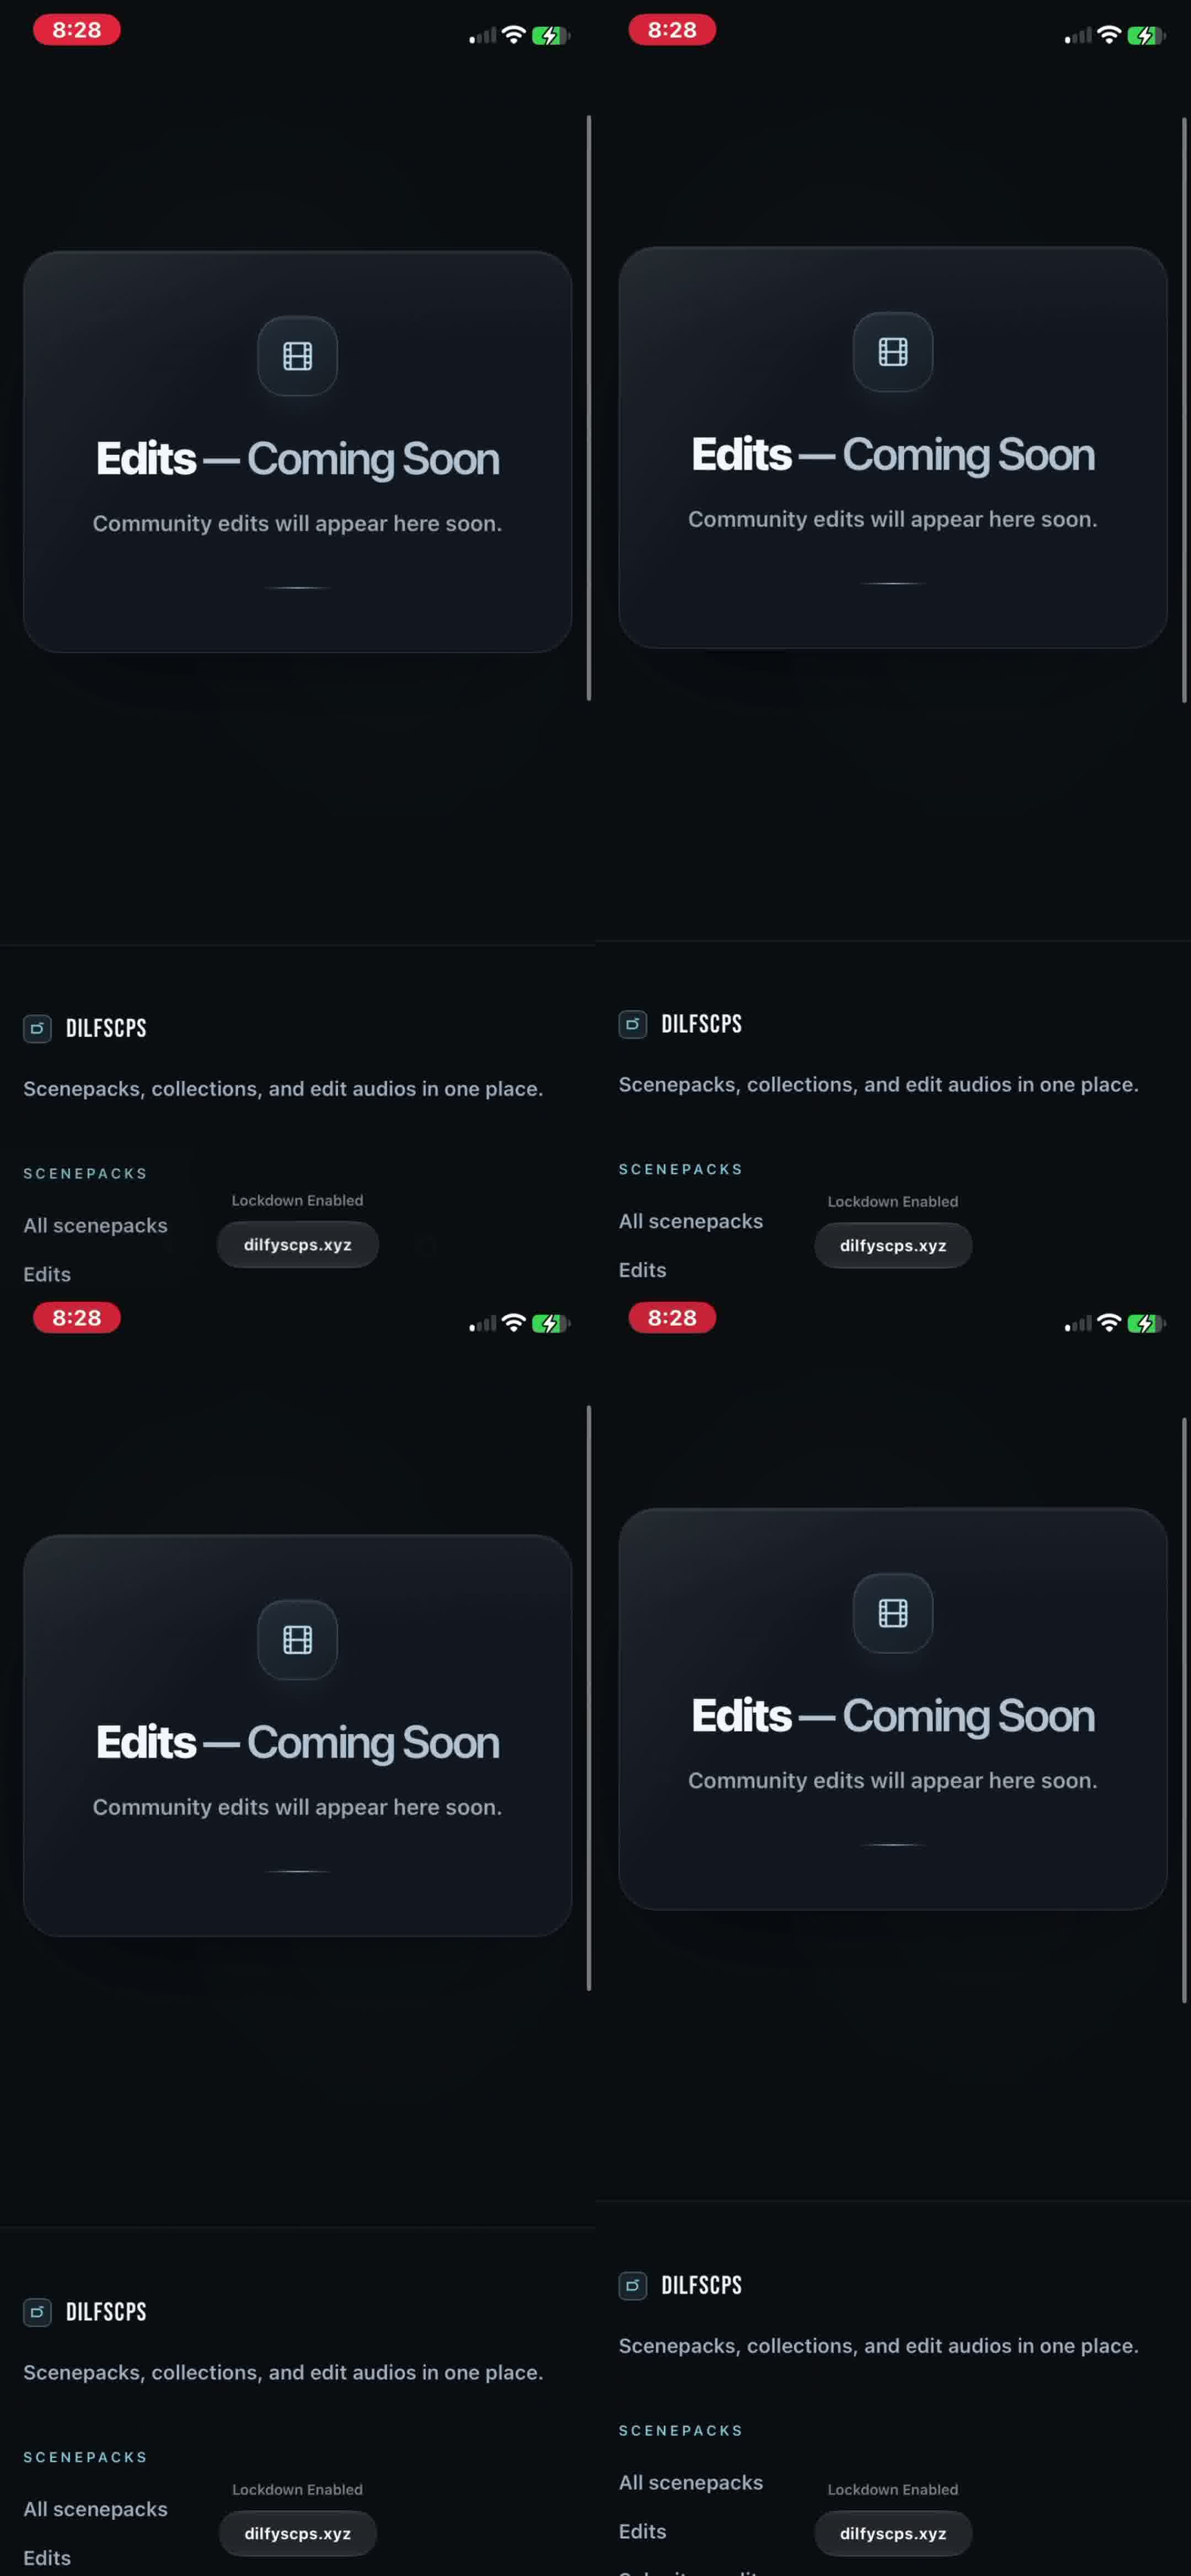 8:28
Edits — Coming Soon
Community edits will appear here soon.
DILFSCPS
Scenepacks, collections, and edit audios in one place.
SCENEPACKS
All scenepacks
Lockdown Enabled
dilfyscps.xyz
Edits
8:28
Edits — Coming Soon
Community edits will appear here soon.
DILFSCPS
Scenepacks, collections, and edit audios in one place.
SCENEPACKS
All scenepacks
Lockdown Enabled
dilfyscps.xyz
Edits
8:28
Edits — Coming Soon
Community edits will appear here soon.
DILFSCPS
Scenepacks, collections, and edit audios in one place.
SCENEPACKS
All scenepacks
Lockdown Enabled
dilfyscps.xyz
Edits
8:28
Edits — Coming Soon
Community edits will appear here soon.
DILFSCPS
Scenepacks, collections, and edit audios in one place.
SCENEPACKS
All scenepacks
Lockdown Enabled
dilfyscps.xyz
Edits